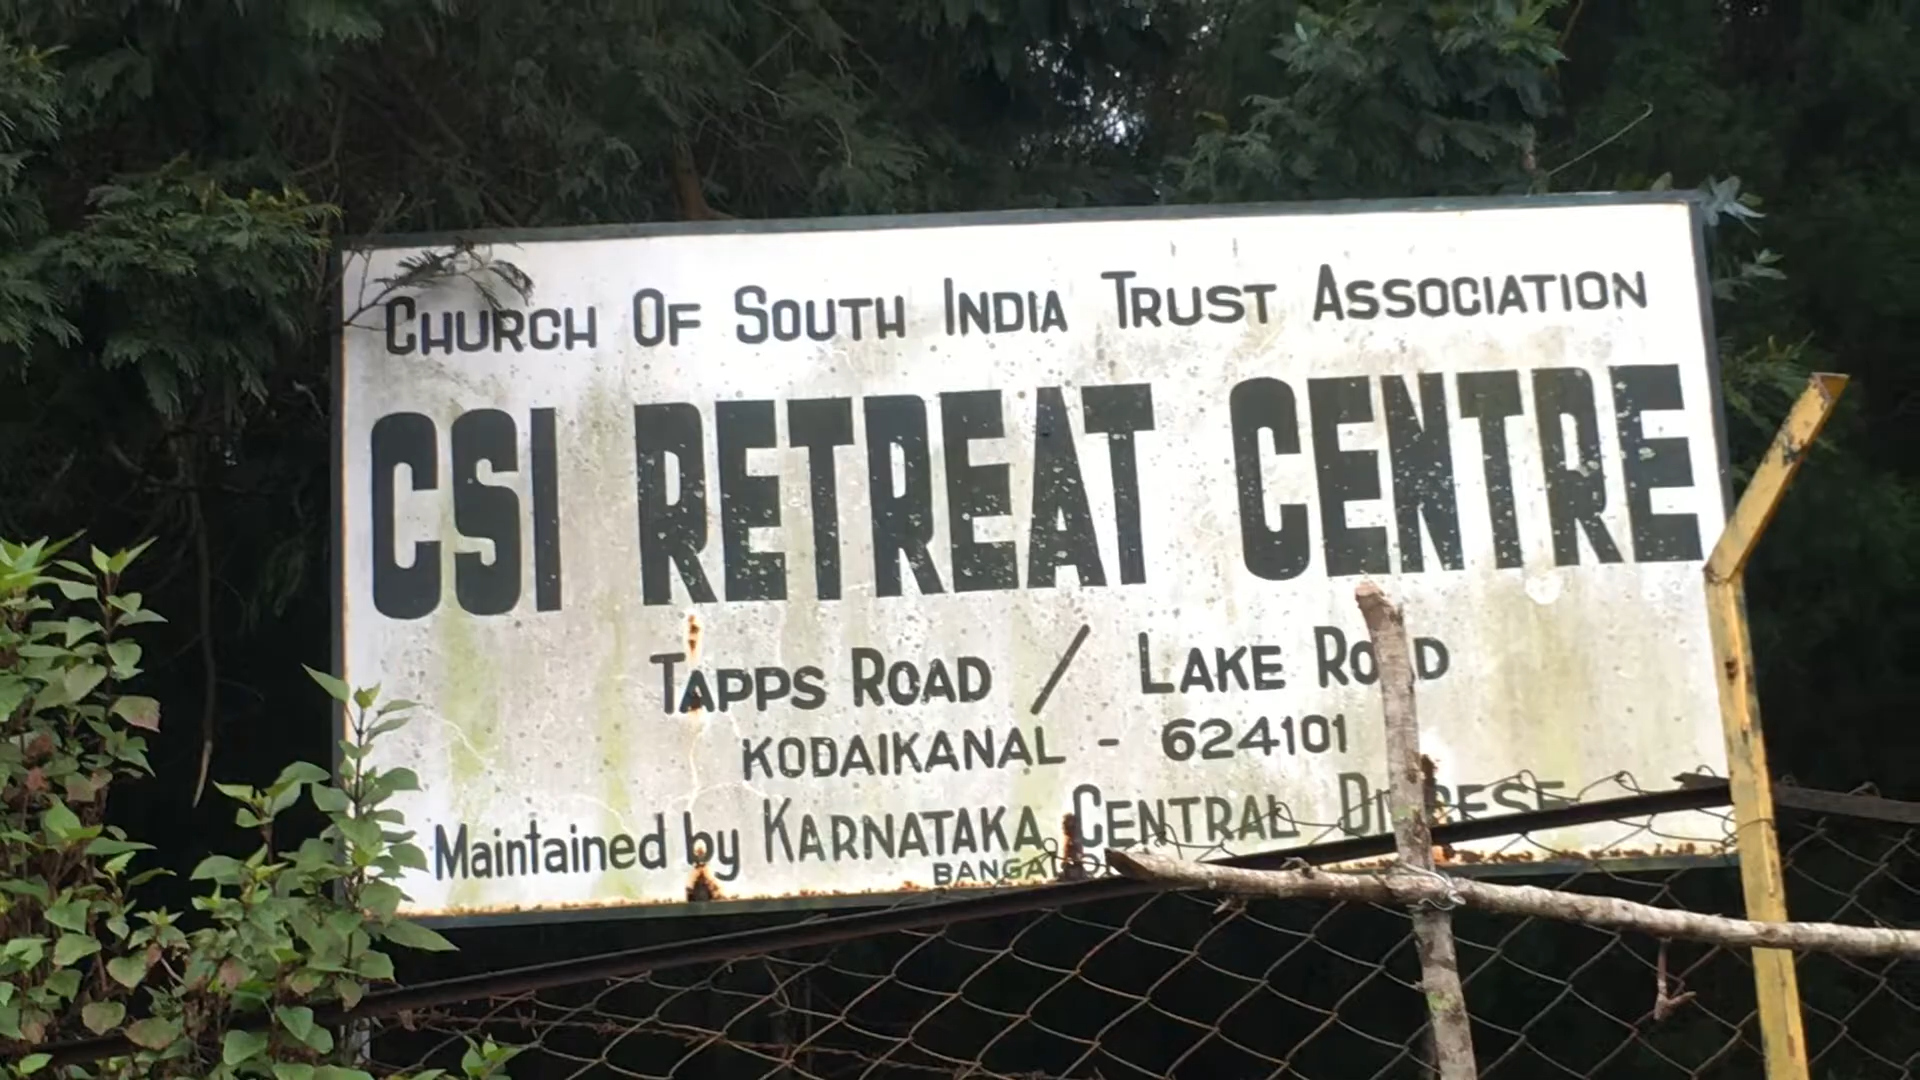 CHURCH OF SOUTH INDIA TRUST ASSOCIATION
CSI RETREAT CENTRE
TAPPS ROAD / LAKE ROAD
KODAIKANAL - 624101
Maintained by KARNATAKA CENTRAL DIOCESE
BANGALORE